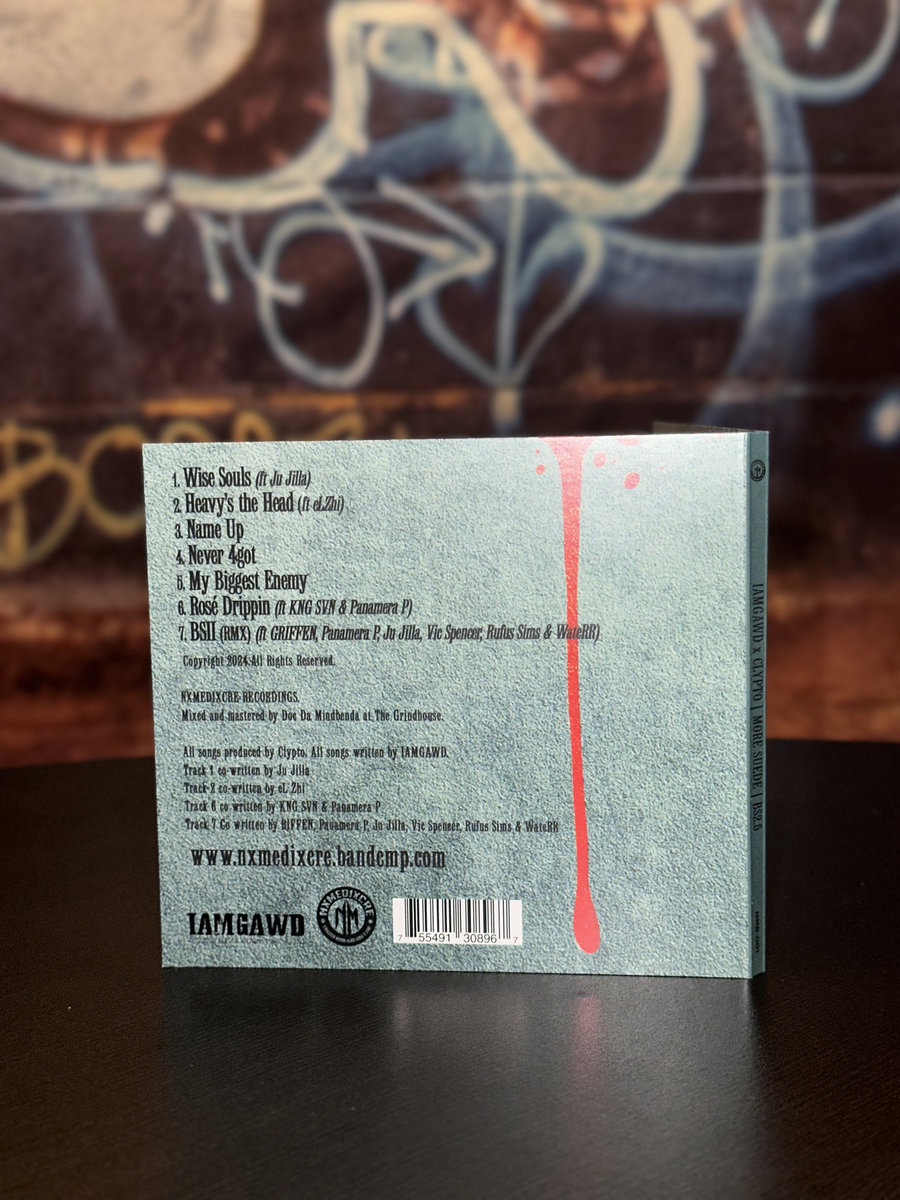 1. Wise Souls (ft Ju Jilla)
2. Heavy's the Head (ft eLZhi)
3. Name Up
4. Never 4got
5. My Biggest Enemy
6. Rosé Drippin (ft KNG SVN & Panamera P)
7. BSII (RMX) (ft GRIFFEN, Panamera P, Ju Jilla, Vic Spencer, Rufus Sims & WateRR)
Copyright 2024 All Rights Reserved.
NXMEDIXCRE RECORDINGS.
Mixed and mastered by Doc Da Mindbenda at The Grindhouse.
All songs produced by Clypto. All songs written by IAMGAWD.
Track 1 co-written by Ju Jilla
Track 2 co-written by eL Zhi
Track 6 co written by KNG SVN & Panamera P
Track 7 Co written by RIFFEN, Panamera P, Ju Jilla, Vic Spencer, Rufus Sims & WateRR
www.nxmedixcre.bandcmp.com
IAMGAWD
NXMEDIXCRE
NM
7 55491 30896 7
IAMGAWD x CLYPTO | MORE SUEDE | BS2.5